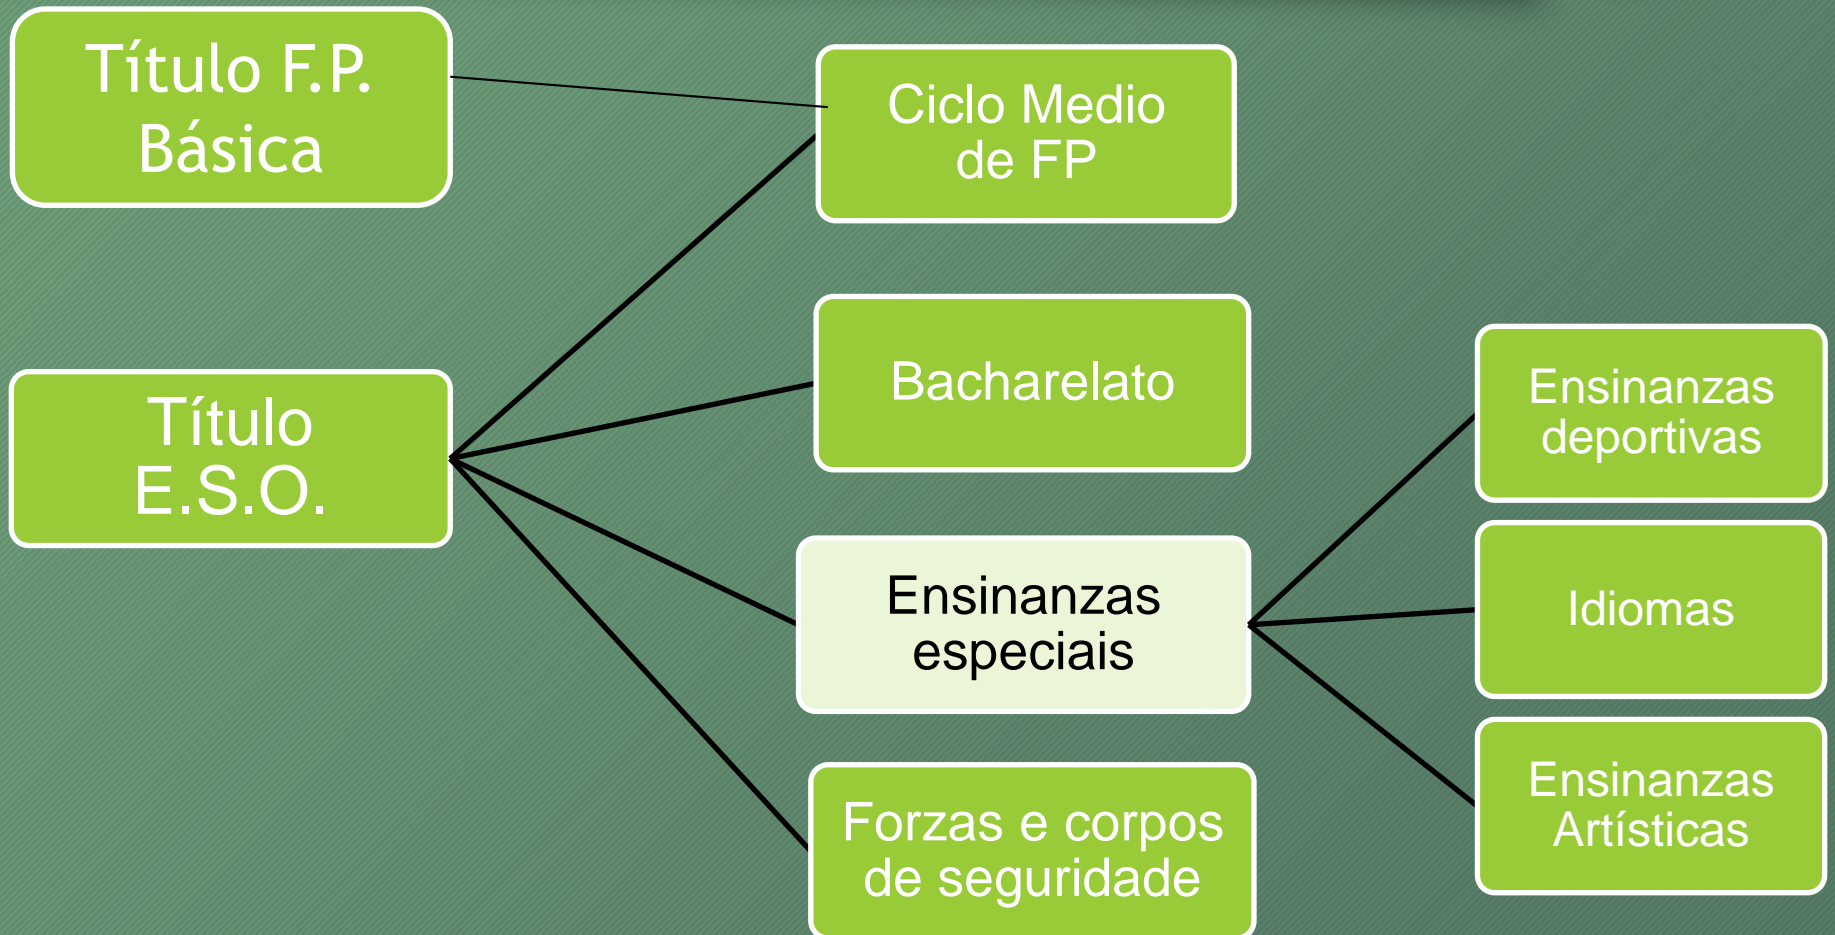 Título F.P.
Básica
Ciclo Medio
de FP
Título
E.S.O.
Bacharelato
Ensinanzas
especiais
Forzas e corpos
de seguridade
Ensinanzas
deportivas
Idiomas
Ensinanzas
Artísticas